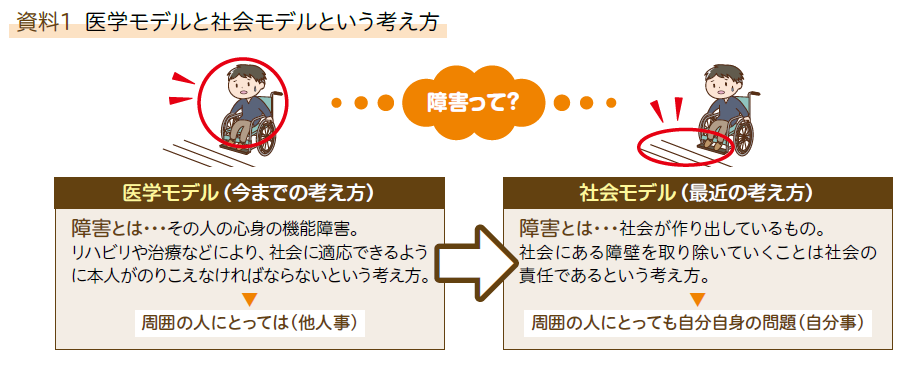 資料1 医学モデルと社会モデルという考え方
障害って?
医学モデル(今までの考え方)
障害とは・・・その人の心身の機能障害。
リハビリや治療などにより、社会に適応できるよう
に本人がのりこえなければならないという考え方。
周囲の人にとっては(他人事)
社会モデル(最近の考え方)
障害とは・・・社会が作り出しているもの。
社会にある障壁を取り除いていくことは社会の
責任であるという考え方。
周囲の人にとっても自分自身の問題(自分事)